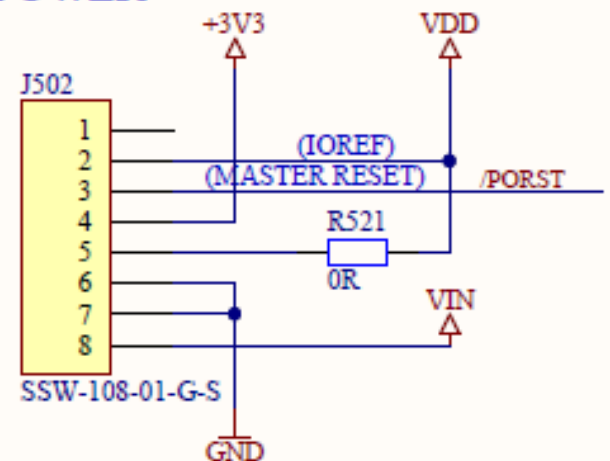 +3V3
VDD
J502
1
2
(IOREF)
3
(MASTER RESET)
/PORST
4
R521
5
0R
6
7
VIN
8
SSW-108-01-G-S
GND